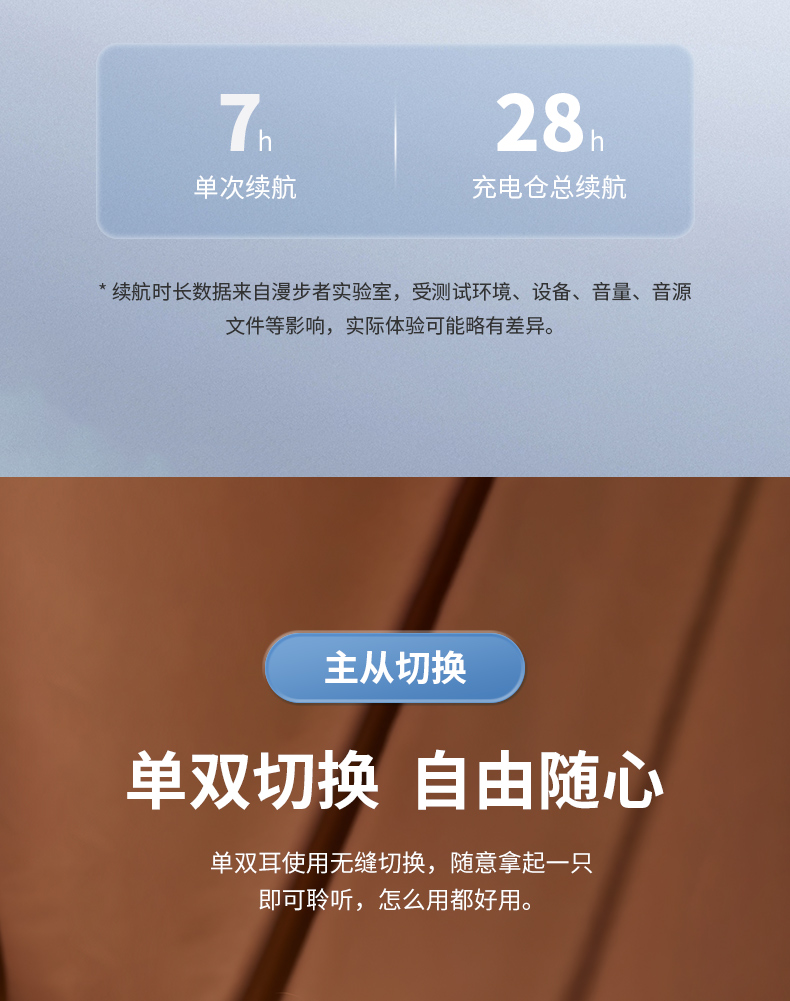 7h
28h
单次续航
充电仓总续航
* 续航时长数据来自漫步者实验室，受测试环境、设备、音量、音源
文件等影响，实际体验可能略有差异。
主从切换
单双切换 自由随心
单双耳使用无缝切换，随意拿起一只
即可聆听，怎么用都好用。